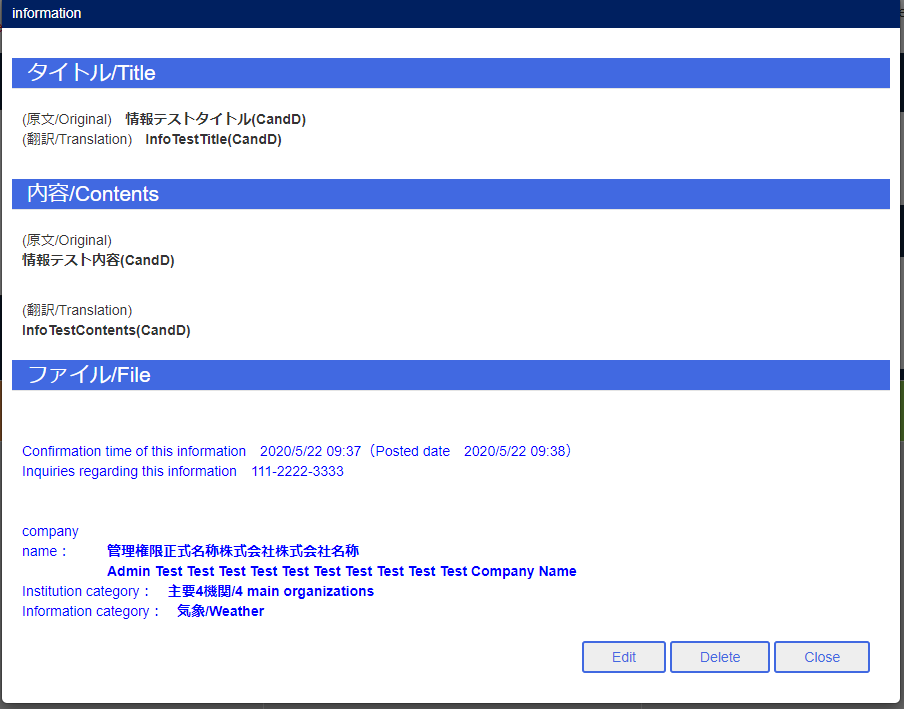 information
タイトル/Title
(原文/Original) 情報テストタイトル(CandD)
(翻訳/Translation) InfoTestTitle(CandD)
内容/Contents
(原文/Original)
情報テスト内容(CandD)
(翻訳/Translation)
InfoTestContents(CandD)
ファイル/File
Confirmation time of this information 2020/5/22 09:37（Posted date 2020/5/22 09:38）
Inquiries regarding this information 111-2222-3333
company
name： 管理権限正式名称株式会社株式会社名称
Admin Test Test Test Test Test Test Test Test Test Test Company Name
Institution category： 主要4機関/4 main organizations
Information category： 気象/Weather
Edit Delete Close